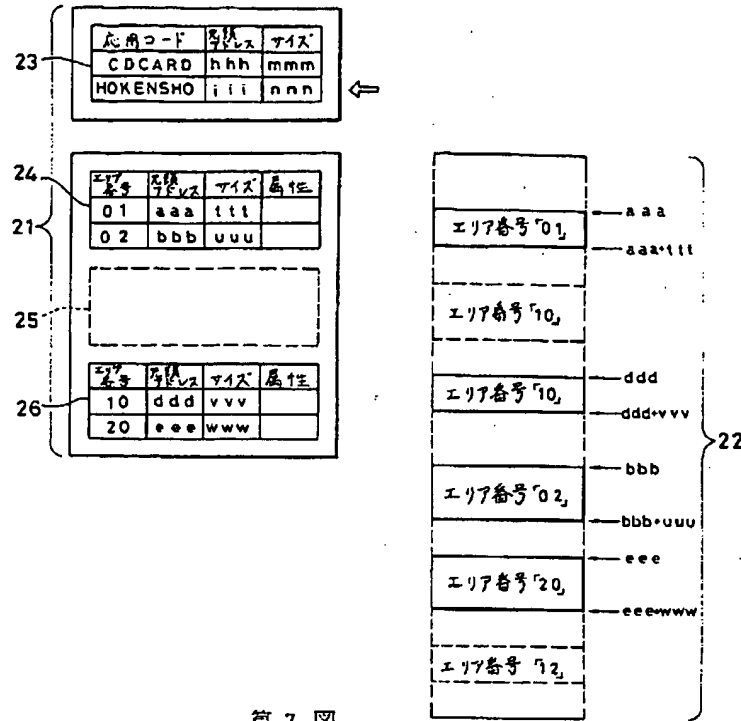 応用コード 先頭アドレス サイズ
CDCARD hhh mmm
HOKENSHO iii nnn
23
24
エリア番号 先頭アドレス サイズ 属性
01 aaa ttt
02 bbb uuu
21
25
26
エリア番号 先頭アドレス サイズ 属性
10 ddd vvv
20 eee www
エリア番号「01」
aaa
aaa+ttt
エリア番号「10」
エリア番号「10」
ddd
ddd+vvv
22
エリア番号「02」
bbb
bbb+uuu
エリア番号「20」
eee
eee+www
エリア番号「12」
第 7 図